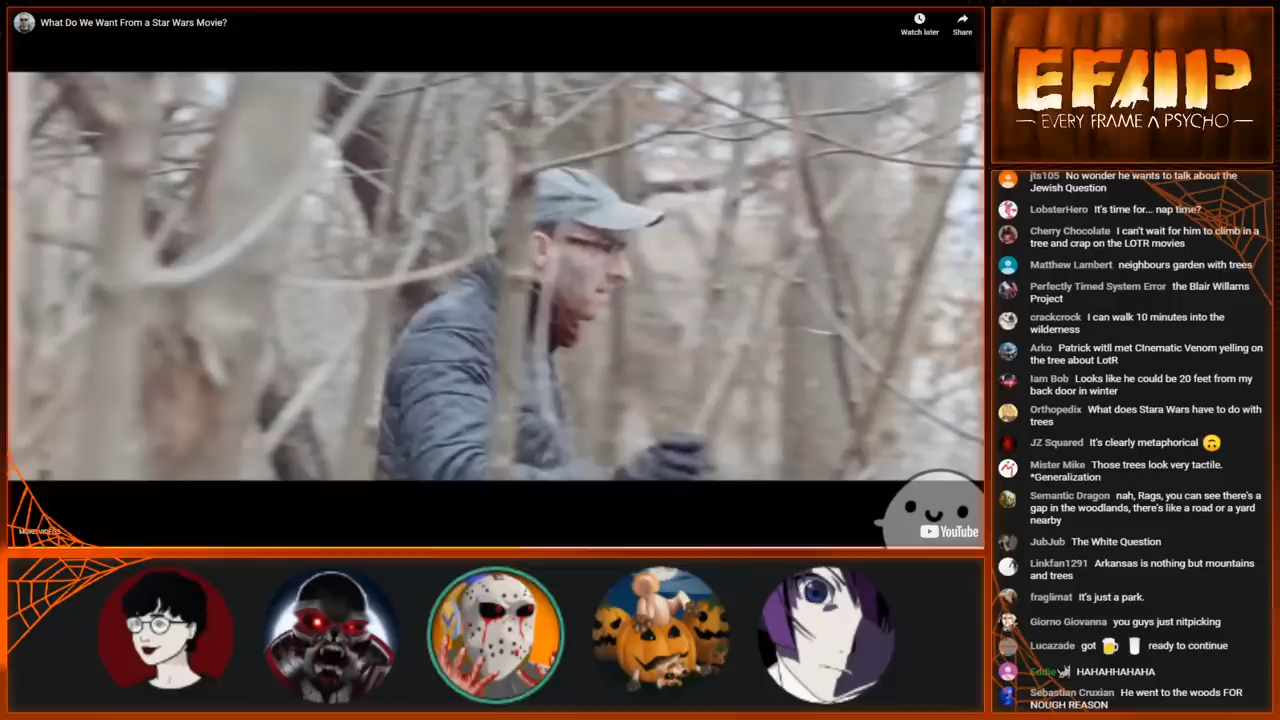 What Do We Want From a Star Wars Movie?
Watch later
Share
EFAP
EVERY FRAME A PSYCHO
jts105 No wonder he wants to talk about the
Jewish Question
LobsterHero It's time for... nap time?
Cherry Chocolate I can't wait for him to climb in a
tree and crap on the LOTR movies
Matthew Lambert neighbours garden with trees
Perfectly Timed System Error the Blair Willams
Project
crackcrock I can walk 10 minutes into the
wilderness
Arko Patrick witll met CInematic Venom yelling on
the tree about LotR
Iam Bob Looks like he could be 20 feet from my
back door in winter
Orthopedix What does Stara Wars have to do with
trees
JZ Squared It's clearly metaphorical 🙃
Mister Mike Those trees look very tactile.
*Generalization
Semantic Dragon nah, Rags, you can see there's a
gap in the woodlands, there's like a road or a yard
nearby
JubJub The White Question
Linkfan1291 Arkansas is nothing but mountains
and trees
fraglimat It's just a park.
Giorno Giovanna you guys just nitpicking
Lucazade got 🍺 🥛 ready to continue
Eddie HAHAHHAHAHA
Sebastian Cruxian He went to the woods FOR
NOUGH REASON
MORE VIDEOS
YouTube